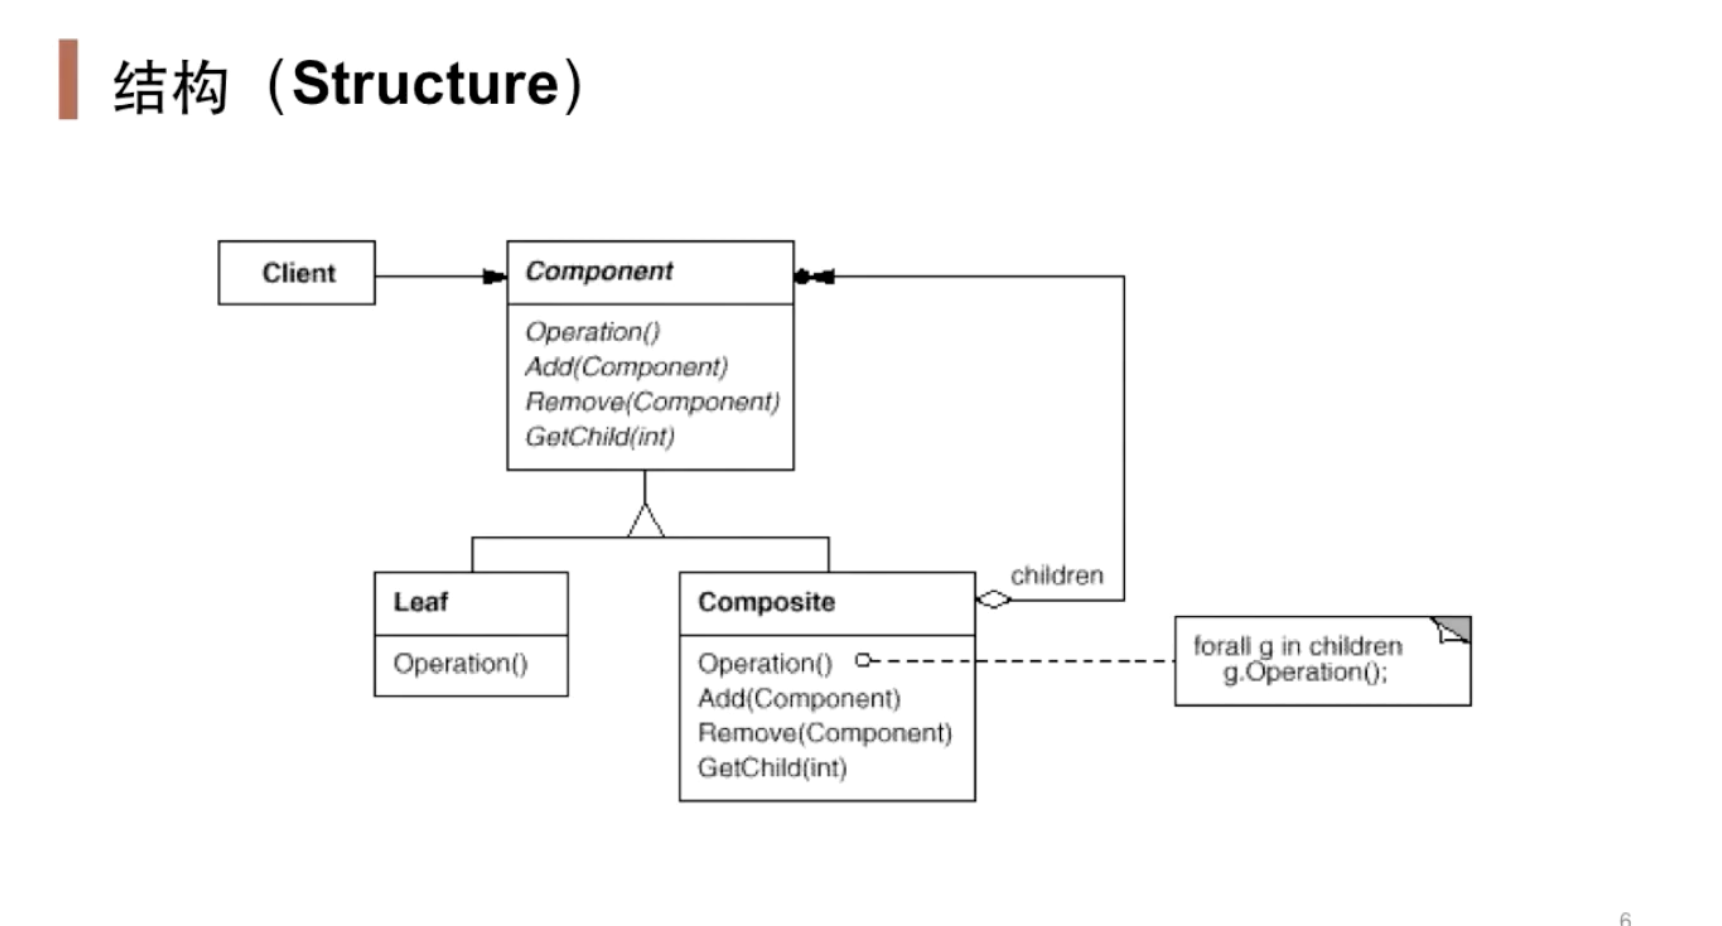 结构（Structure）
Client
Component
Operation()
Add(Component)
Remove(Component)
GetChild(int)
children
Leaf
Operation()
Composite
Operation()
Add(Component)
Remove(Component)
GetChild(int)
forall g in children
g.Operation();
6